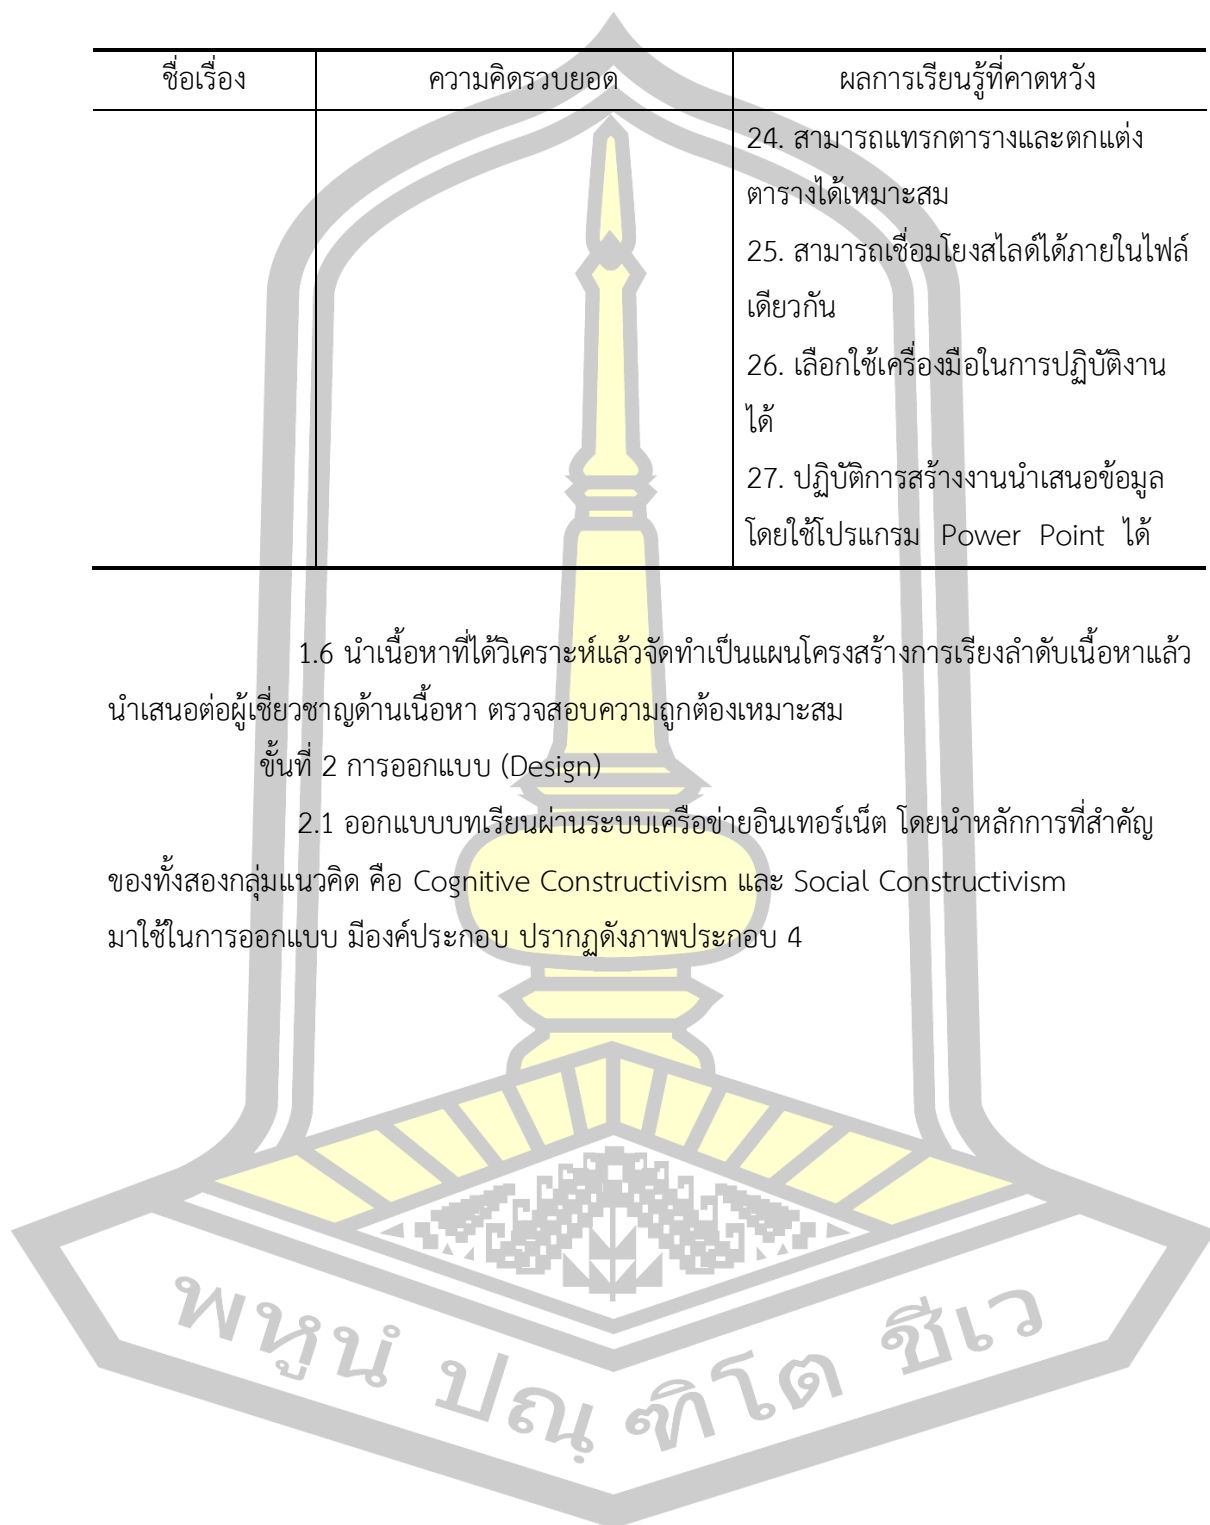 ชื่อเรื่อง ความคิดรวบยอด ผลการเรียนรู้ที่คาดหวัง
24. สามารถแทรกตารางและตกแต่ง
ตารางได้เหมาะสม
25. สามารถเชื่อมโยงสไลด์ได้ภายในไฟล์
เดียวกัน
26. เลือกใช้เครื่องมือในการปฏิบัติงาน
ได้
27. ปฏิบัติการสร้างงานนำเสนอข้อมูล
โดยใช้โปรแกรม Power Point ได้
1.6 นำเนื้อหาที่ได้วิเคราะห์แล้วจัดทำเป็นแผนโครงสร้างการเรียงลำดับเนื้อหาแล้ว
นำเสนอต่อผู้เชี่ยวชาญด้านเนื้อหา ตรวจสอบความถูกต้องเหมาะสม
ขั้นที่ 2 การออกแบบ (Design)
2.1 ออกแบบบทเรียนผ่านระบบเครือข่ายอินเทอร์เน็ต โดยนำหลักการที่สำคัญ
ของทั้งสองกลุ่มแนวคิด คือ Cognitive Constructivism และ Social Constructivism
มาใช้ในการออกแบบ มีองค์ประกอบ ปรากฏดังภาพประกอบ 4
พหูนํ ปณฺ ฑิโต ชีเว